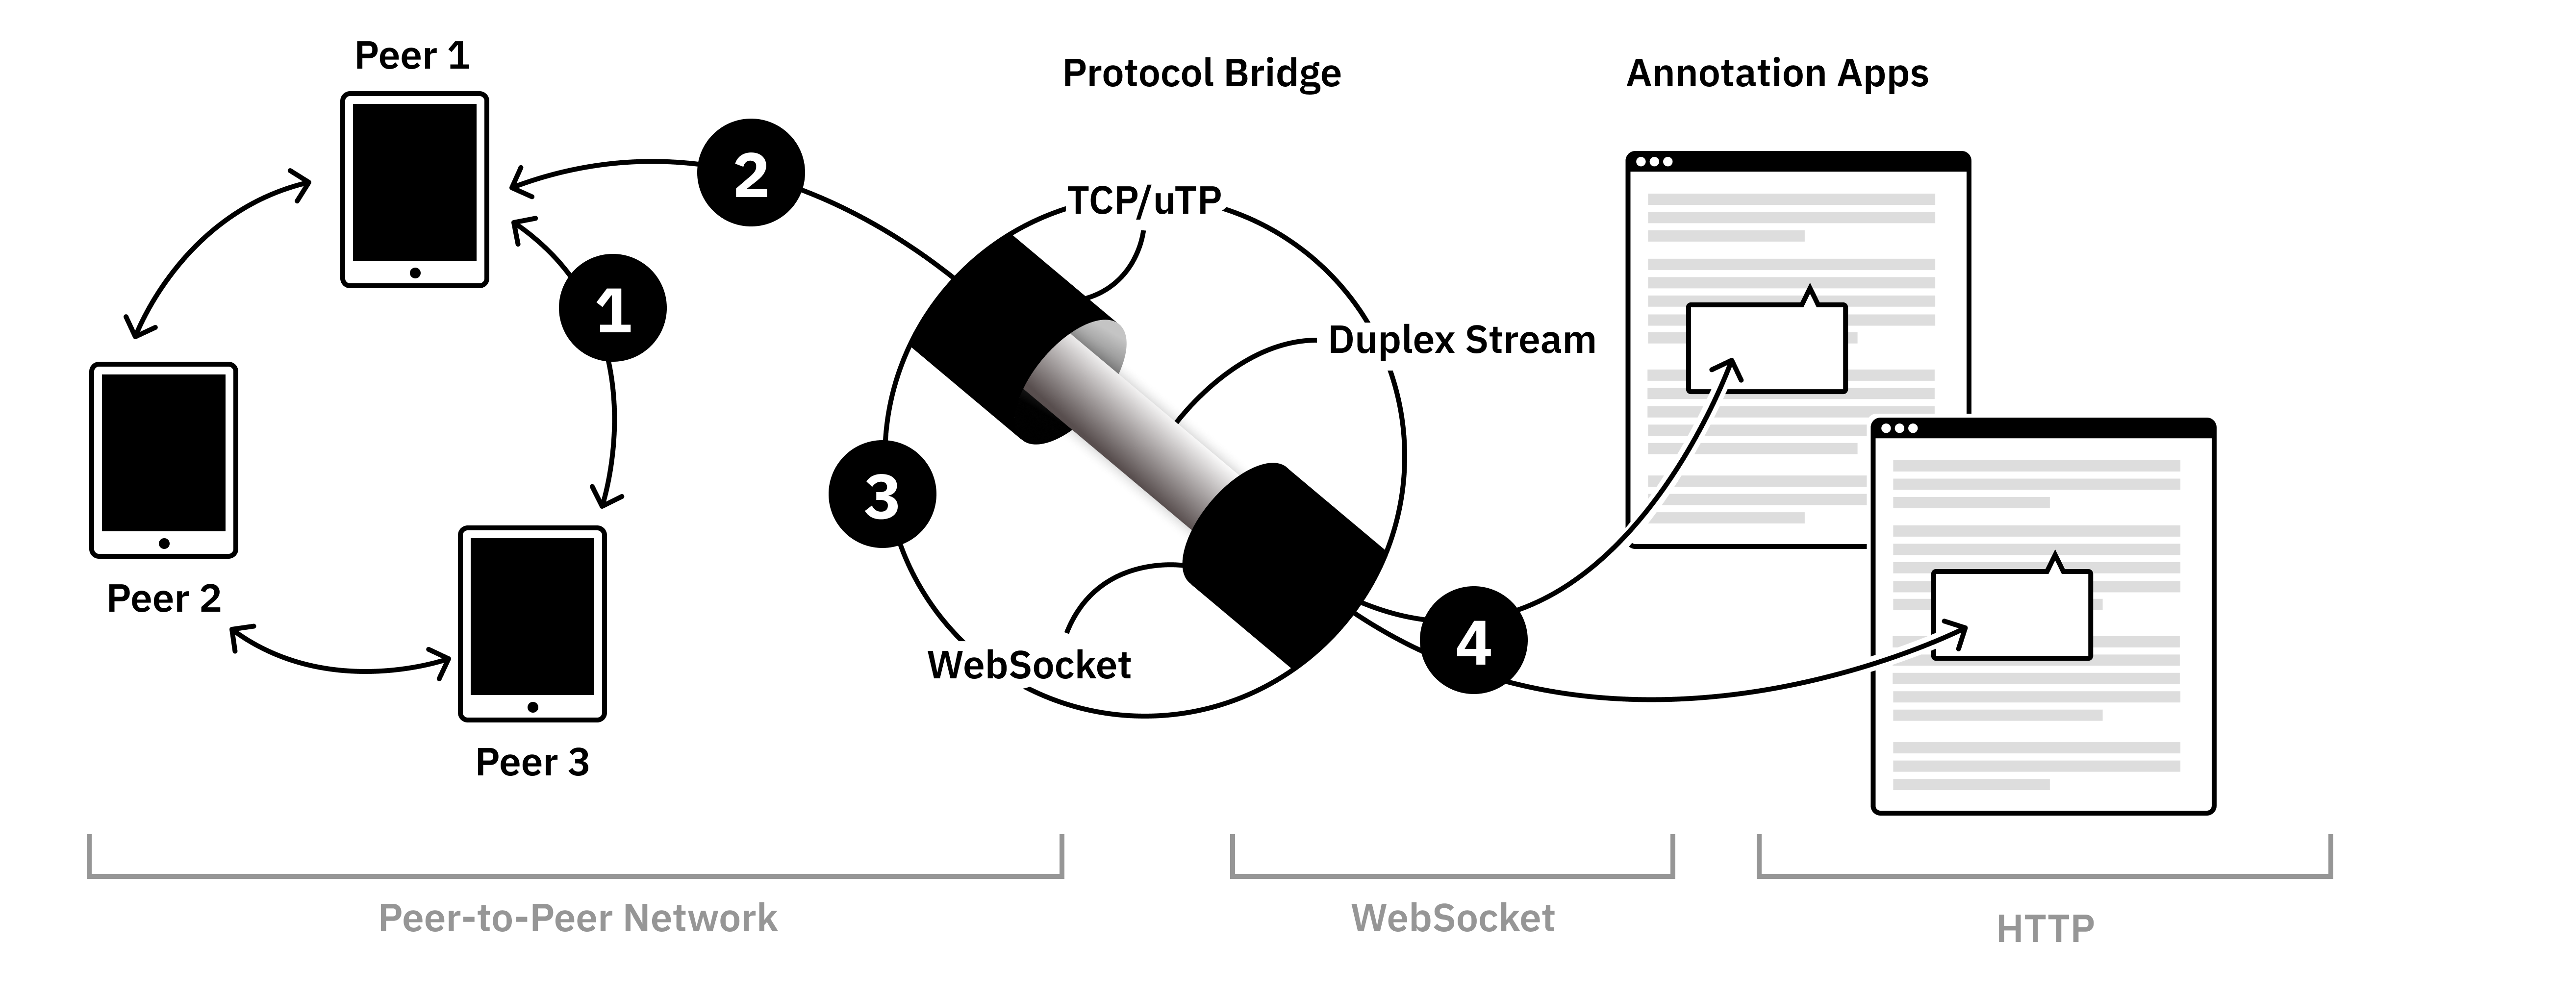 Peer 1
Protocol Bridge
Annotation Apps
2
TCP/uTP
1
Duplex Stream
3
Peer 2
4
WebSocket
Peer 3
Peer-to-Peer Network
WebSocket
HTTP